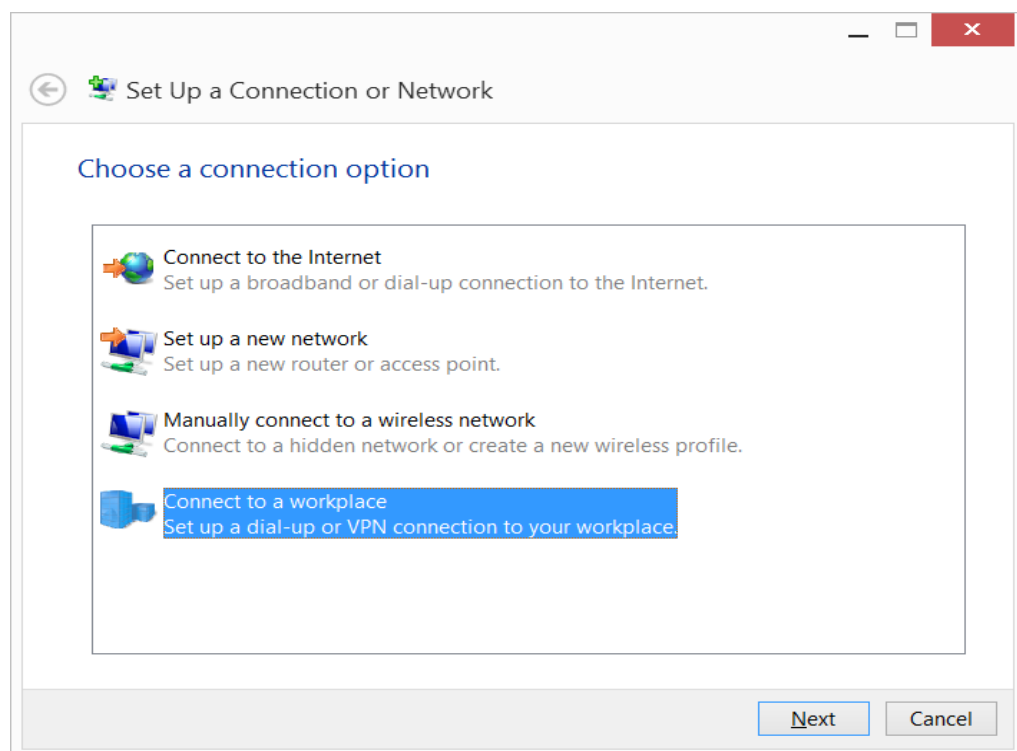 Set Up a Connection or Network
Choose a connection option
Connect to the Internet
Set up a broadband or dial-up connection to the Internet.
Set up a new network
Set up a new router or access point.
Manually connect to a wireless network
Connect to a hidden network or create a new wireless profile.
Connect to a workplace
Set up a dial-up or VPN connection to your workplace.
Next Cancel